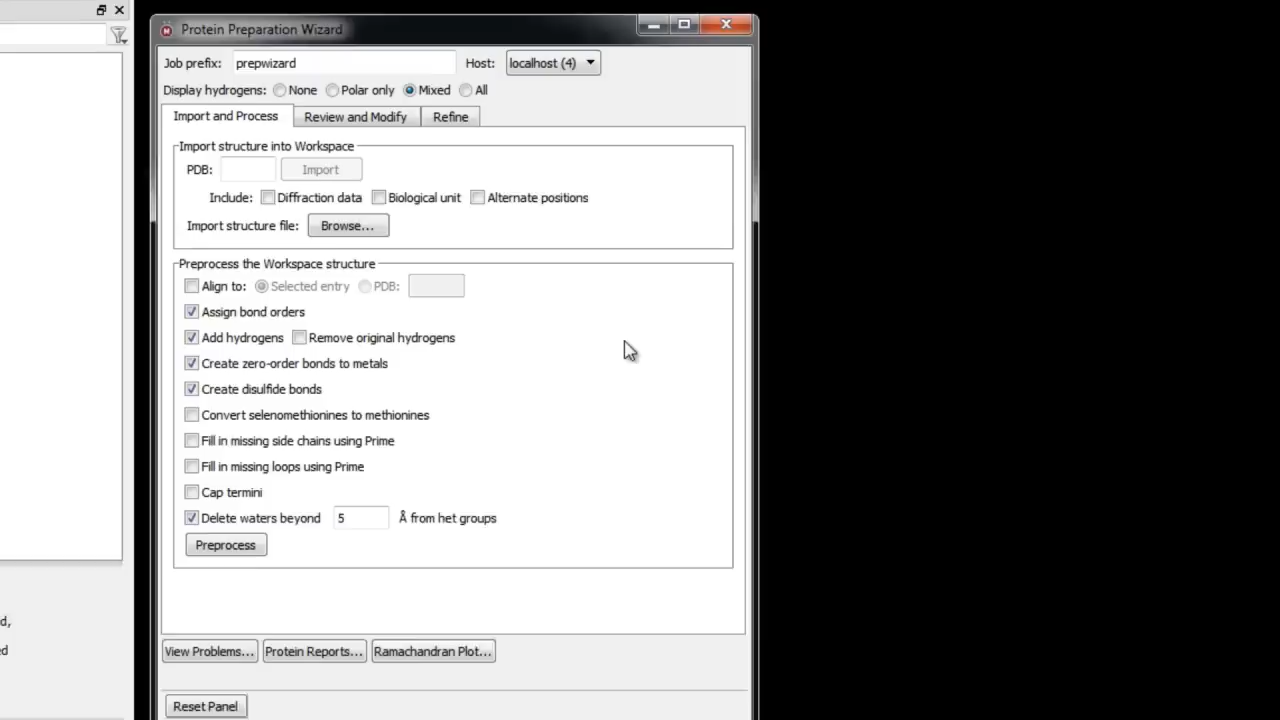 Protein Preparation Wizard
Job prefix: prepwizard Host: localhost (4)
Display hydrogens: None Polar only Mixed All
Import and Process Review and Modify Refine
Import structure into Workspace
PDB: Import
Include: Diffraction data Biological unit Alternate positions
Import structure file: Browse...
Preprocess the Workspace structure
Align to: Selected entry PDB:
Assign bond orders
Add hydrogens Remove original hydrogens
Create zero-order bonds to metals
Create disulfide bonds
Convert selenomethionines to methionines
Fill in missing side chains using Prime
Fill in missing loops using Prime
Cap termini
Delete waters beyond 5 Å from het groups
Preprocess
d,
ed
View Problems... Protein Reports... Ramachandran Plot...
Reset Panel